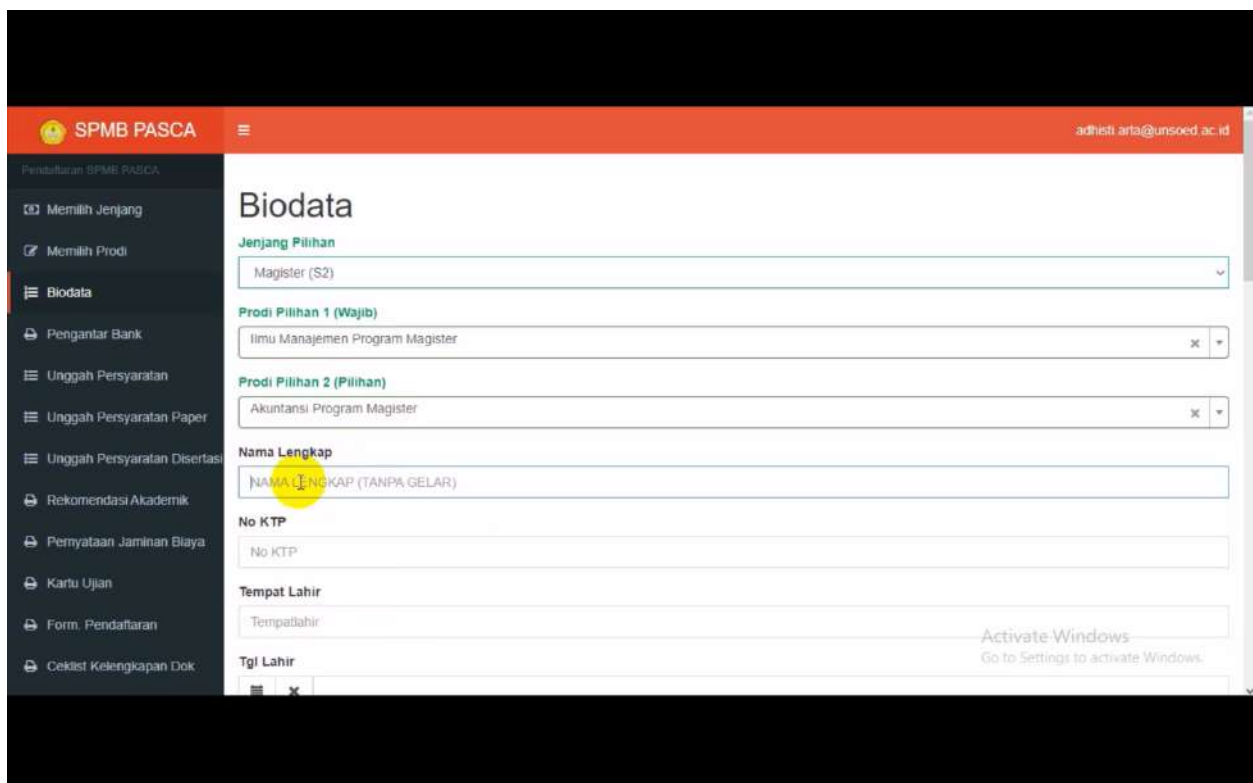 SPMB PASCA
adhisti.arta@unsoed.ac.id
Pendaftaran SPMB PASCA
Memilih Jenjang
Memilih Prodi
Biodata
Pengantar Bank
Unggah Persyaratan
Unggah Persyaratan Paper
Unggah Persyaratan Disertasi
Rekomendasi Akademik
Pernyataan Jaminan Biaya
Kartu Ujian
Form. Pendaftaran
Ceklist Kelengkapan Dok
Biodata
Jenjang Pilihan
Magister (S2)
Prodi Pilihan 1 (Wajib)
Ilmu Manajemen Program Magister
Prodi Pilihan 2 (Pilihan)
Akuntansi Program Magister
Nama Lengkap
NAMA LENGKAP (TANPA GELAR)
No KTP
No KTP
Tempat Lahir
Tempatlahir
Tgl Lahir
Activate Windows
Go to Settings to activate Windows.